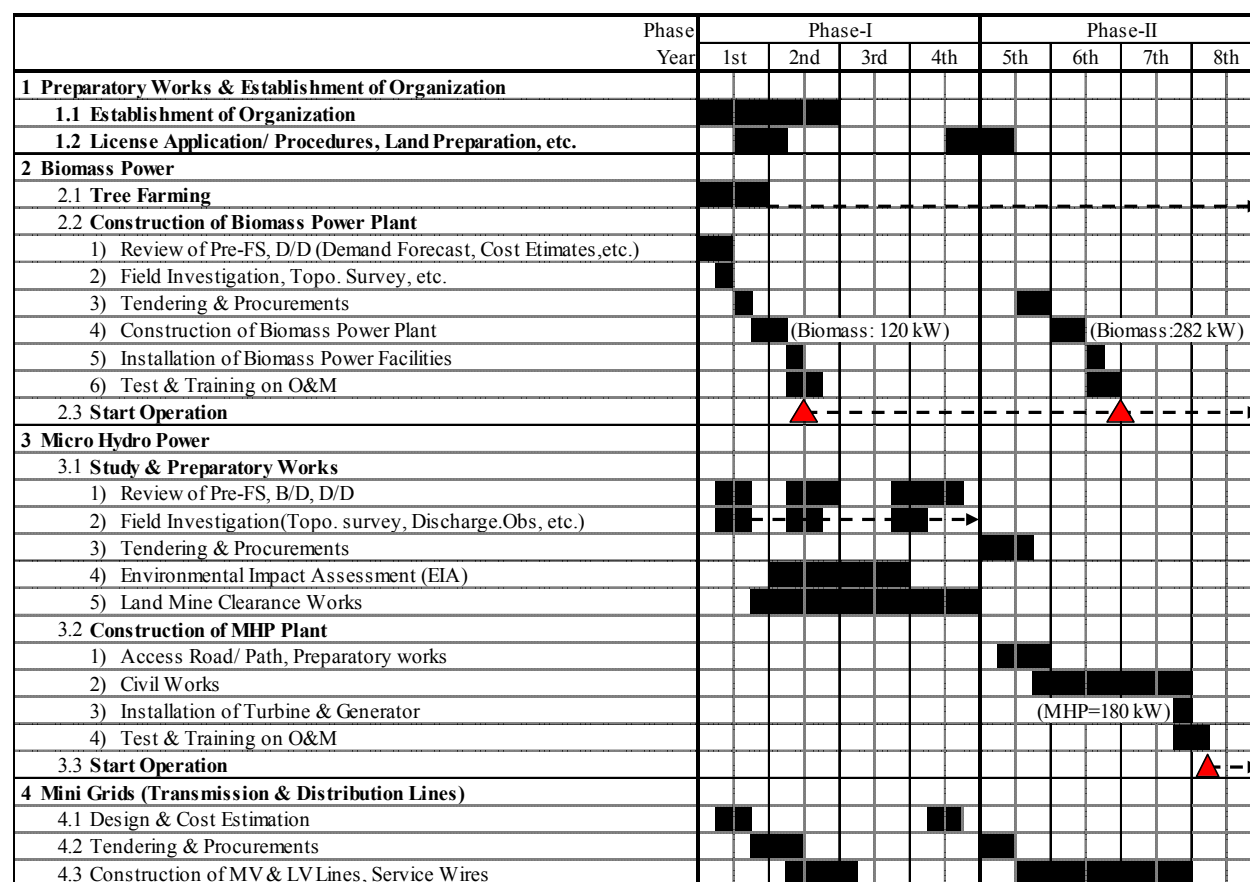 Phase Phase-I Phase-II
Year 1st 2nd 3rd 4th 5th 6th 7th 8th
1 Preparatory Works & Establishment of Organization
1.1 Establishment of Organization
1.2 License Application/ Procedures, Land Preparation, etc.
2 Biomass Power
2.1 Tree Farming
2.2 Construction of Biomass Power Plant
1) Review of Pre-FS, D/D (Demand Forecast, Cost Etimates,etc.)
2) Field Investigation, Topo. Survey, etc.
3) Tendering & Procurements
4) Construction of Biomass Power Plant (Biomass: 120 kW) (Biomass:282 kW)
5) Installation of Biomass Power Facilities
6) Test & Training on O&M
2.3 Start Operation
3 Micro Hydro Power
3.1 Study & Preparatory Works
1) Review of Pre-FS, B/D, D/D
2) Field Investigation(Topo. survey, Discharge.Obs, etc.)
3) Tendering & Procurements
4) Environmental Impact Assessment (EIA)
5) Land Mine Clearance Works
3.2 Construction of MHP Plant
1) Access Road/ Path, Preparatory works
2) Civil Works
3) Installation of Turbine & Generator (MHP=180 kW)
4) Test & Training on O&M
3.3 Start Operation
4 Mini Grids (Transmission & Distribution Lines)
4.1 Design & Cost Estimation
4.2 Tendering & Procurements
4.3 Construction of MV & LV Lines, Service Wires